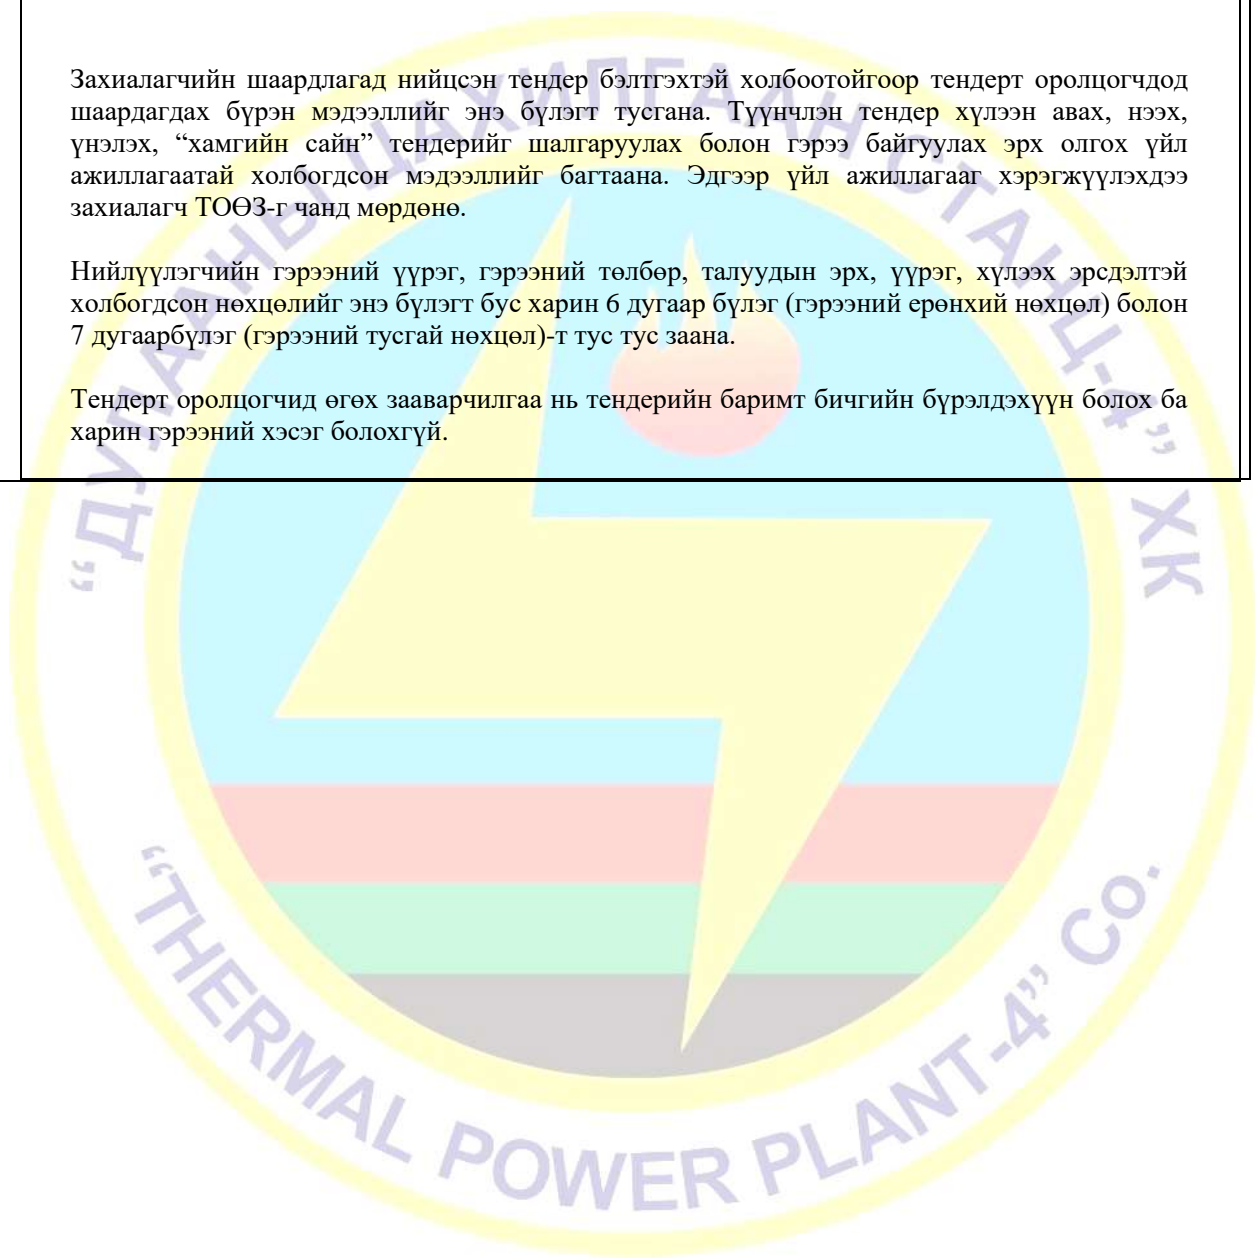 Захиалагчийн шаардлагад нийцсэн тендер бэлтгэхтэй холбоотойгоор тендерт оролцогчдод
шаардагдах бүрэн мэдээллийг энэ бүлэгт тусгана. Түүнчлэн тендер хүлээн авах, нээх,
үнэлэх, “хамгийн сайн” тендерийг шалгаруулах болон гэрээ байгуулах эрх олгох үйл
ажиллагаатай холбогдсон мэдээллийг багтаана. Эдгээр үйл ажиллагааг хэрэгжүүлэхдээ
захиалагч ТОӨЗ-г чанд мөрдөнө.
Нийлүүлэгчийн гэрээний үүрэг, гэрээний төлбөр, талуудын эрх, үүрэг, хүлээх эрсдэлтэй
холбогдсон нөхцөлийг энэ бүлэгт бус харин 6 дугаар бүлэг (гэрээний ерөнхий нөхцөл) болон
7 дугаарбүлэг (гэрээний тусгай нөхцөл)-т тус тус заана.
Тендерт оролцогчид өгөх зааварчилгаа нь тендерийн баримт бичгийн бүрэлдэхүүн болох ба
харин гэрээний хэсэг болохгүй.
“ДУЛААНЫ ЦАХИЛГААН СТАНЦ-4” ХК
“THERMAL POWER PLANT-4” Co.